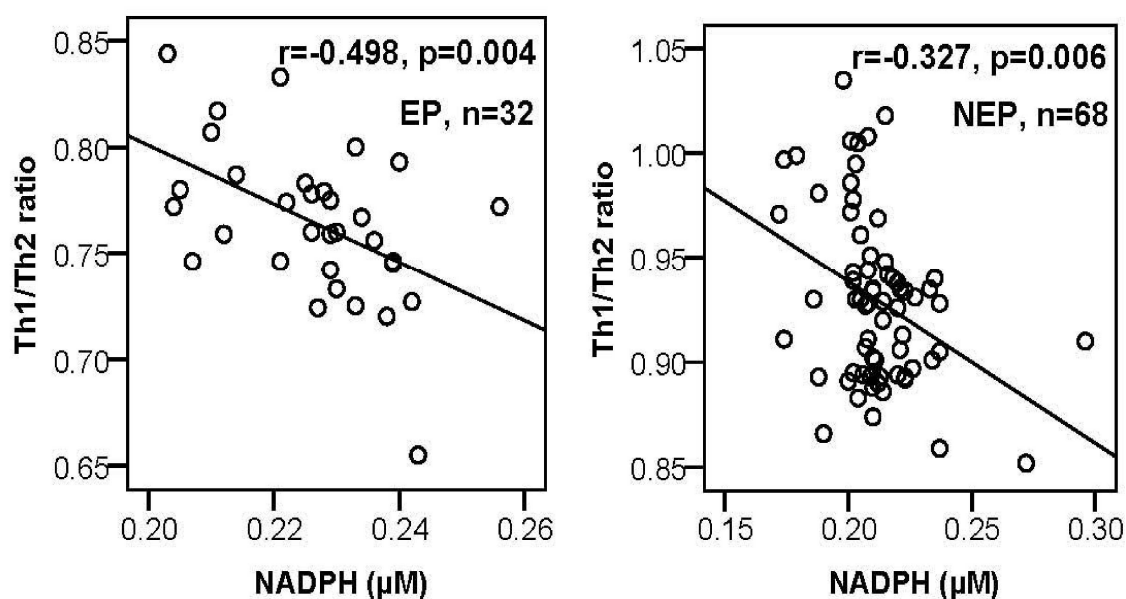 r=-0.498, p=0.004
EP, n=32
Th1/Th2 ratio
0.85
0.80
0.75
0.70
0.65
0.20
0.22
0.24
0.26
NADPH (µM)
r=-0.327, p=0.006
NEP, n=68
Th1/Th2 ratio
1.05
1.00
0.95
0.90
0.85
0.15
0.20
0.25
0.30
NADPH (µM)